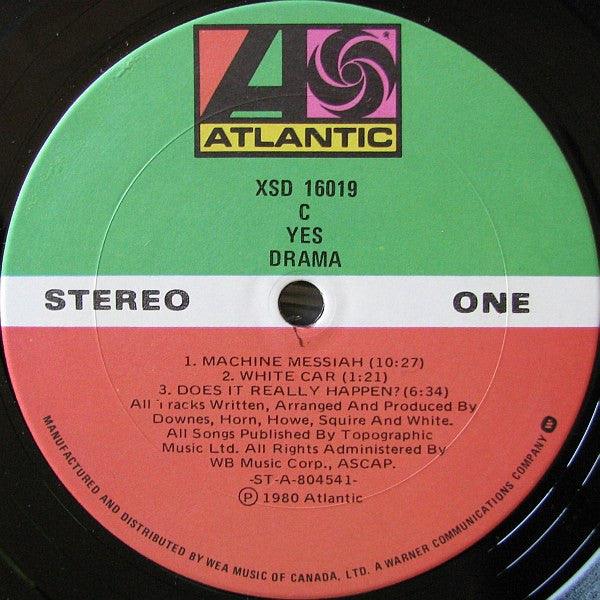 ATLANTIC
XSD 16019
C
YES
DRAMA
STEREO
ONE
1. MACHINE MESSIAH (10:27)
2. WHITE CAR (1:21)
3. DOES IT REALLY HAPPEN? (6:34)
All Tracks Written, Arranged And Produced By
Downes, Horn, Howe, Squire And White.
All Songs Published By Topographic
Music Ltd. All Rights Administered By
WB Music Corp., ASCAP.
-ST-A-804541-
Ⓟ 1980 Atlantic
MANUFACTURED AND DISTRIBUTED BY WEA MUSIC OF CANADA, LTD. A WARNER COMMUNICATIONS COMPANY